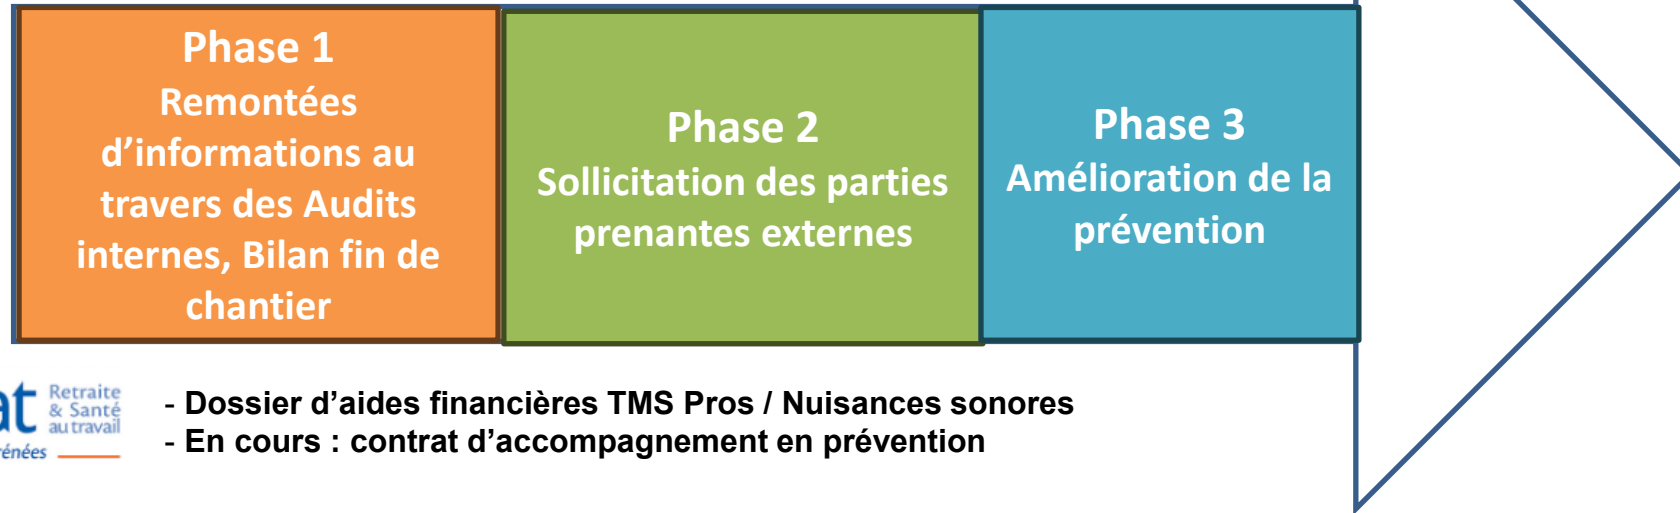 Phase 1
Remontées
d’informations au
travers des Audits
internes, Bilan fin de
chantier
Phase 2
Sollicitation des parties
prenantes externes
Phase 3
Amélioration de la
prévention
at
Retraite
& Santé
au travail
rénées
- Dossier d’aides financières TMS Pros / Nuisances sonores
- En cours : contrat d’accompagnement en prévention